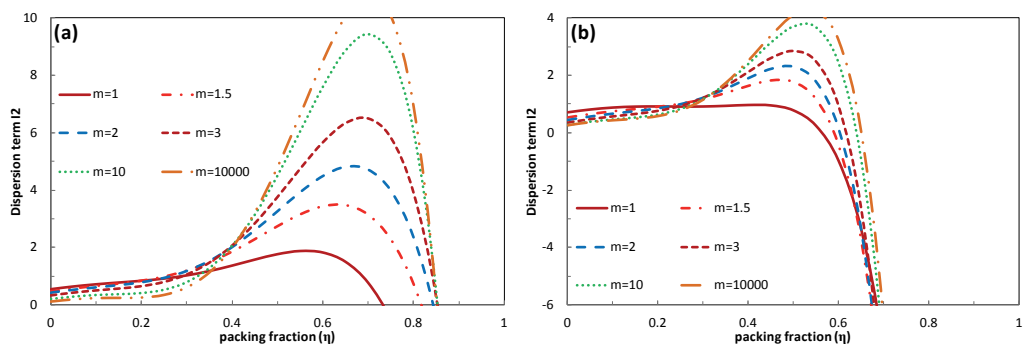 (a)
Dispersion term I2
10
8
6
4
2
0
m=1 m=1.5
m=2 m=3
m=10 m=10000
0 0.2 0.4 0.6 0.8 1
packing fraction (η)
(b)
Dispersion term I2
4
2
0
-2
-4
-6
m=1 m=1.5
m=2 m=3
m=10 m=10000
0 0.2 0.4 0.6 0.8 1
packing fraction (η)